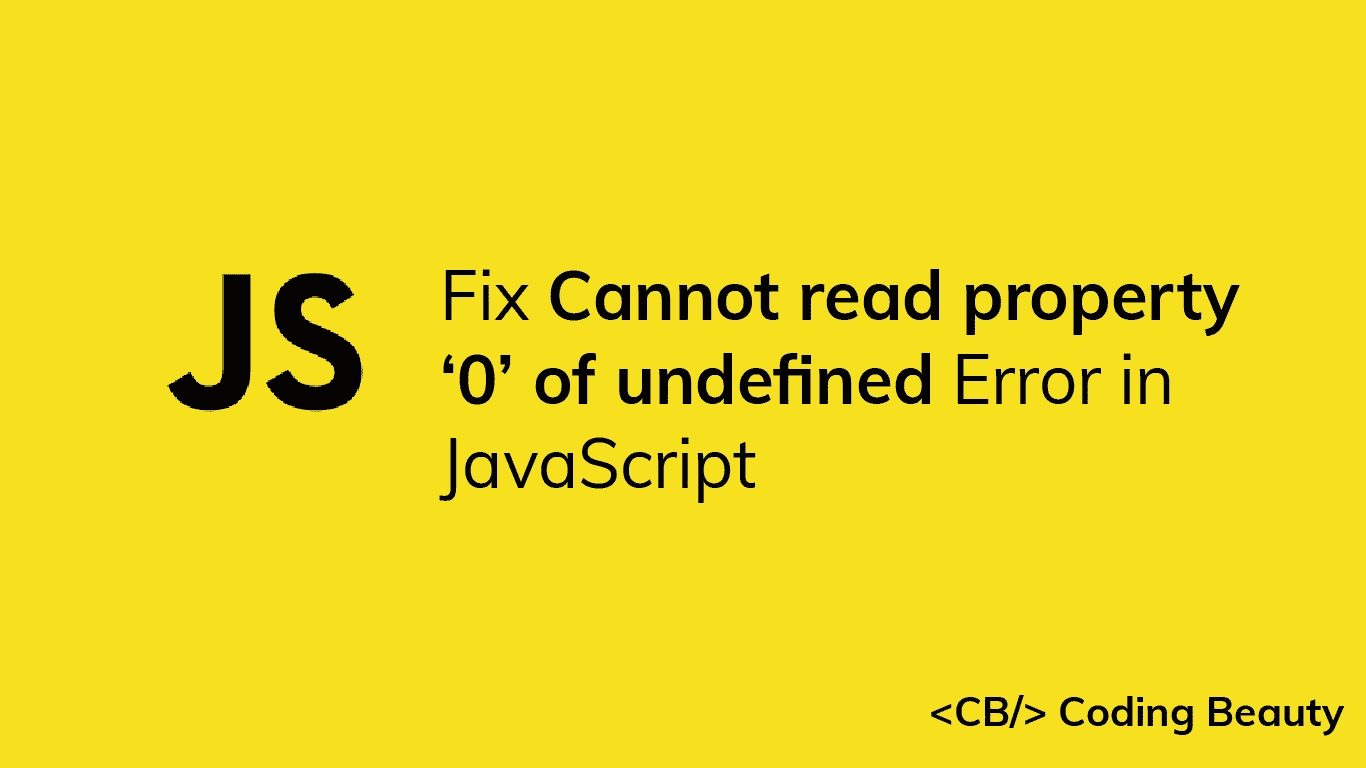 JS
Fix Cannot read property
‘0’ of undefined Error in
JavaScript
<CB/> Coding Beauty